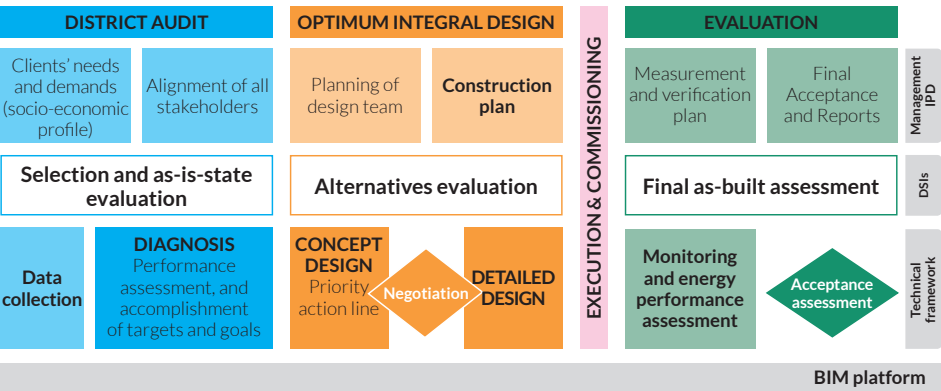 DISTRICT AUDIT
OPTIMUM INTEGRAL DESIGN
EXECUTION & COMMISSIONING
EVALUATION
Clients' needs
and demands
(socio-economic
profile)
Alignment of all
stakeholders
Planning of
design team
Construction
plan
Measurement
and verification
plan
Final
Acceptance
and Reports
Management
IPD
Selection and as-is-state
evaluation
Alternatives evaluation
Final as-built assessment
DSIs
Data
collection
DIAGNOSIS
Performance
assessment, and
accomplishment
of targets and goals
CONCEPT
DESIGN
Priority
action line
Negotiation
DETAILED
DESIGN
Monitoring
and energy
performance
assessment
Acceptance
assessment
Technical
framework
BIM platform